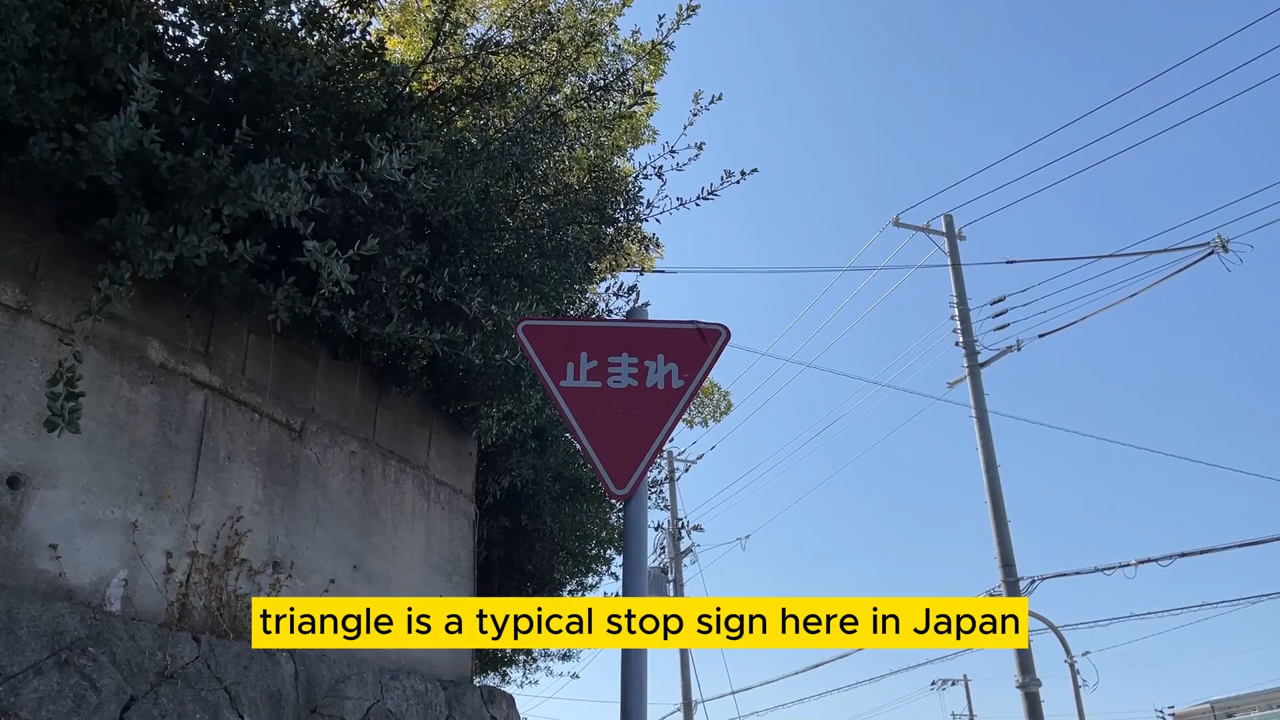 止まれ
triangle is a typical stop sign here in Japan